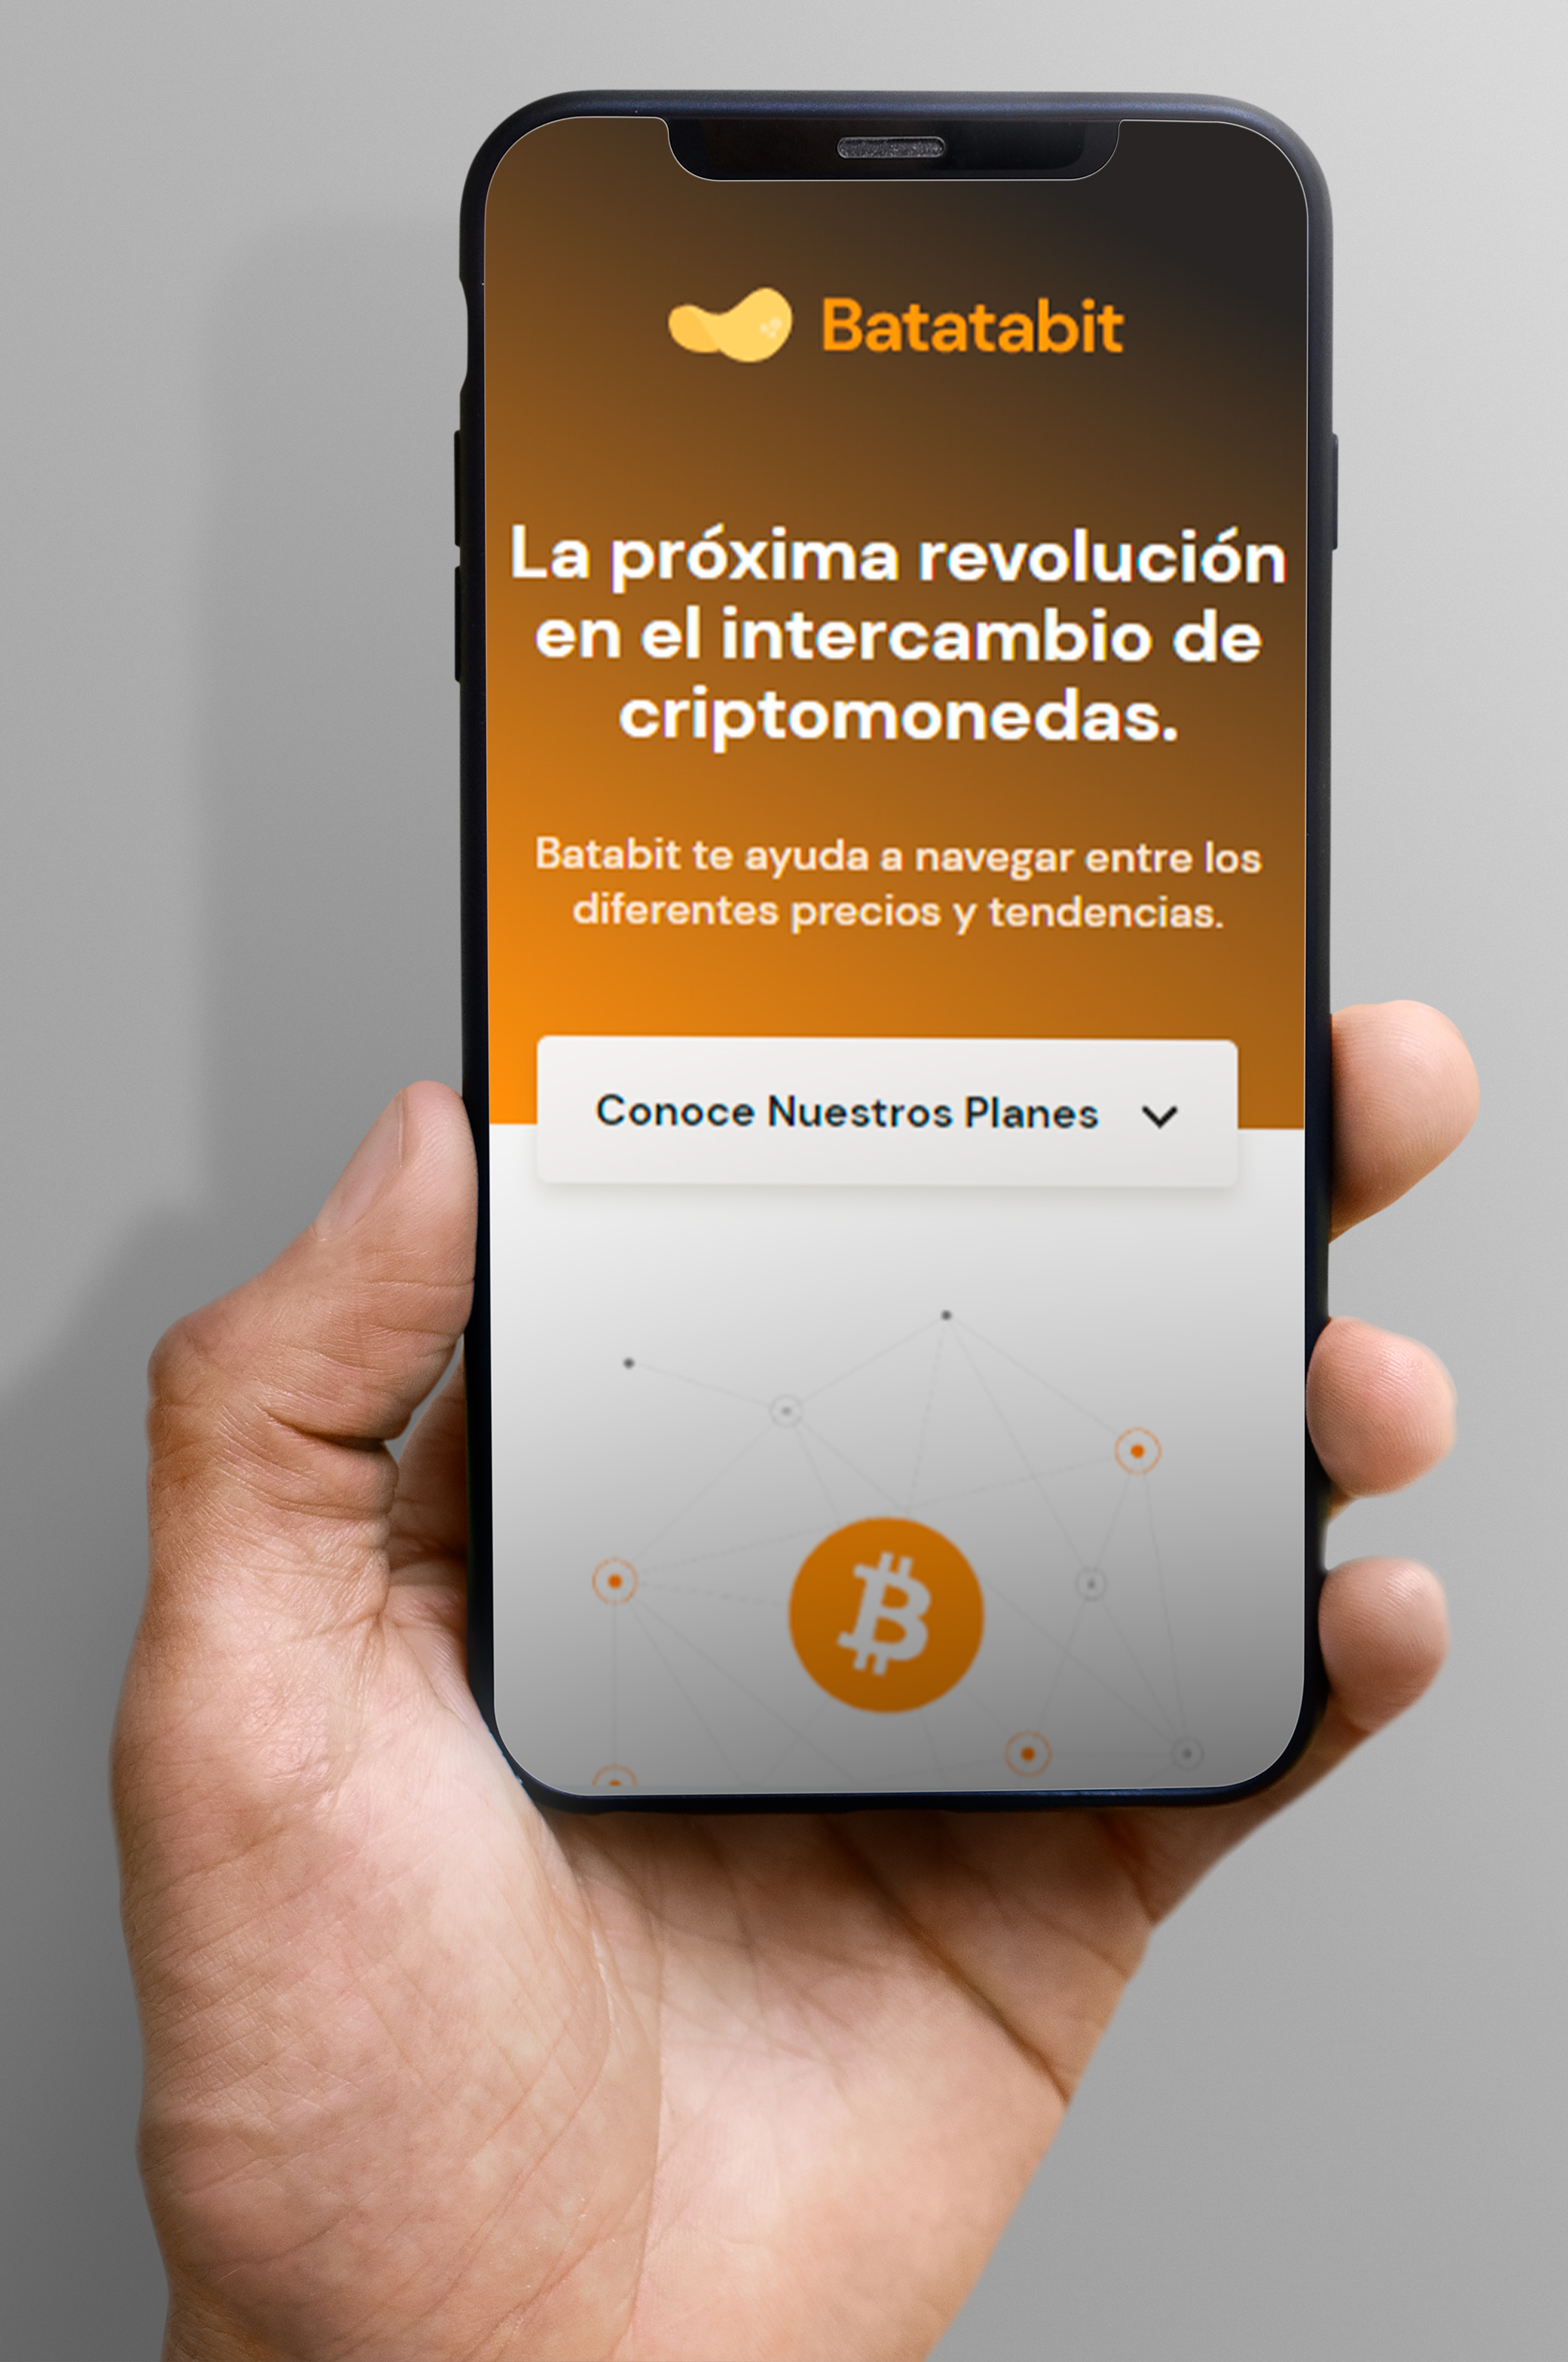 Batatabit
La próxima revolución
en el intercambio de
criptomonedas.
Batabit te ayuda a navegar entre los
diferentes precios y tendencias.
Conoce Nuestros Planes